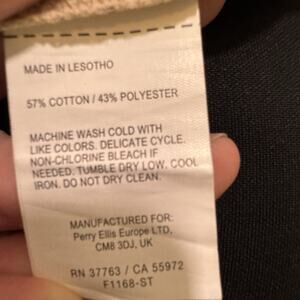 MADE IN LESOTHO
57% COTTON / 43% POLYESTER
MACHINE WASH COLD WITH
LIKE COLORS. DELICATE CYCLE.
NON-CHLORINE BLEACH IF
NEEDED. TUMBLE DRY LOW. COOL
IRON. DO NOT DRY CLEAN.
MANUFACTURED FOR:
Perry Ellis Europe LTD,
CM8 3DJ, UK
RN 37763 / CA 55972
F1168-ST